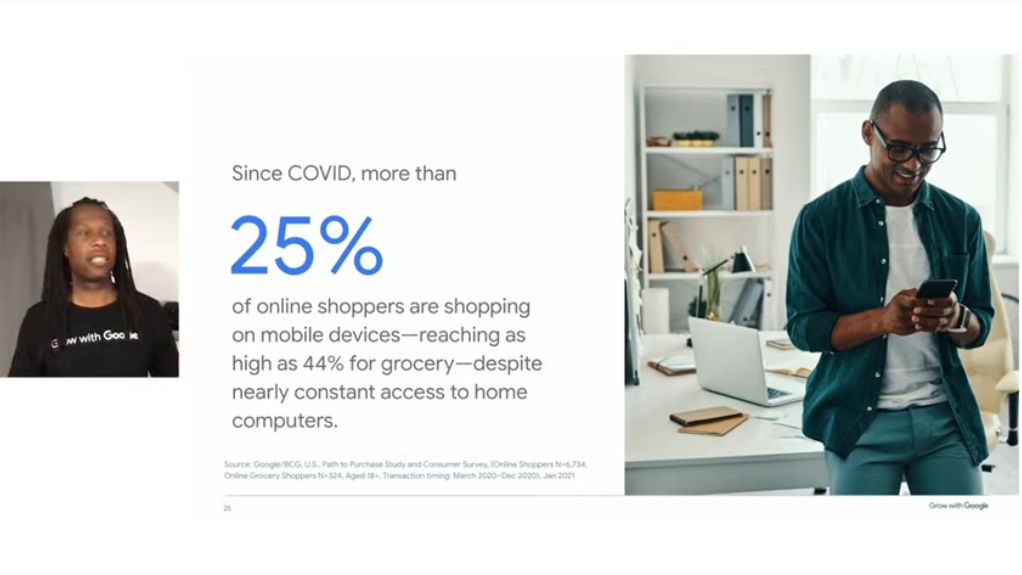 Since COVID, more than
25%
of online shoppers are shopping
on mobile devices—reaching as
high as 44% for grocery—despite
nearly constant access to home
computers.
Source: Google/BCG, U.S., Path to Purchase Study and Consumer Survey, (Online Shoppers N=6,734,
Online Grocery Shoppers N=324, Aged 18+, Transaction timing: March 2020–Dec 2020), Jan 2021
25
Grow with Google